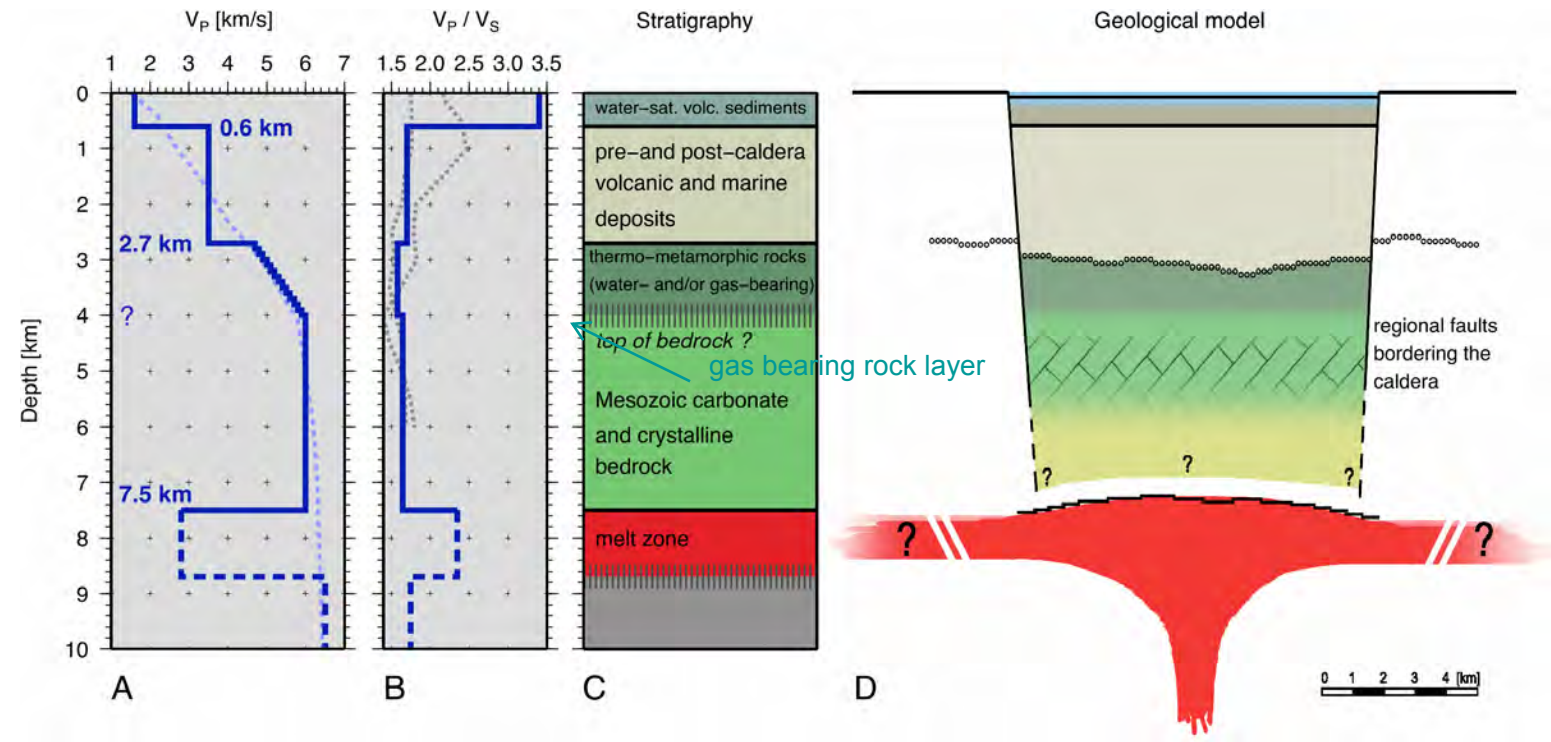 V_P [km/s]
V_P / V_S
Stratigraphy
Geological model
1 2 3 4 5 6 7
1.5 2.0 2.5 3.0 3.5
Depth [km]
0
1
2
3
4
5
6
7
8
9
10
0.6 km
2.7 km
?
7.5 km
water−sat. volc. sediments
pre−and post−caldera
volcanic and marine
deposits
thermo−metamorphic rocks
(water− and/or gas−bearing)
top of bedrock ?
gas bearing rock layer
Mesozoic carbonate
and crystalline
bedrock
melt zone
regional faults
bordering the
caldera
? ? ?
? ?
0 1 2 3 4 [km]
A B C D